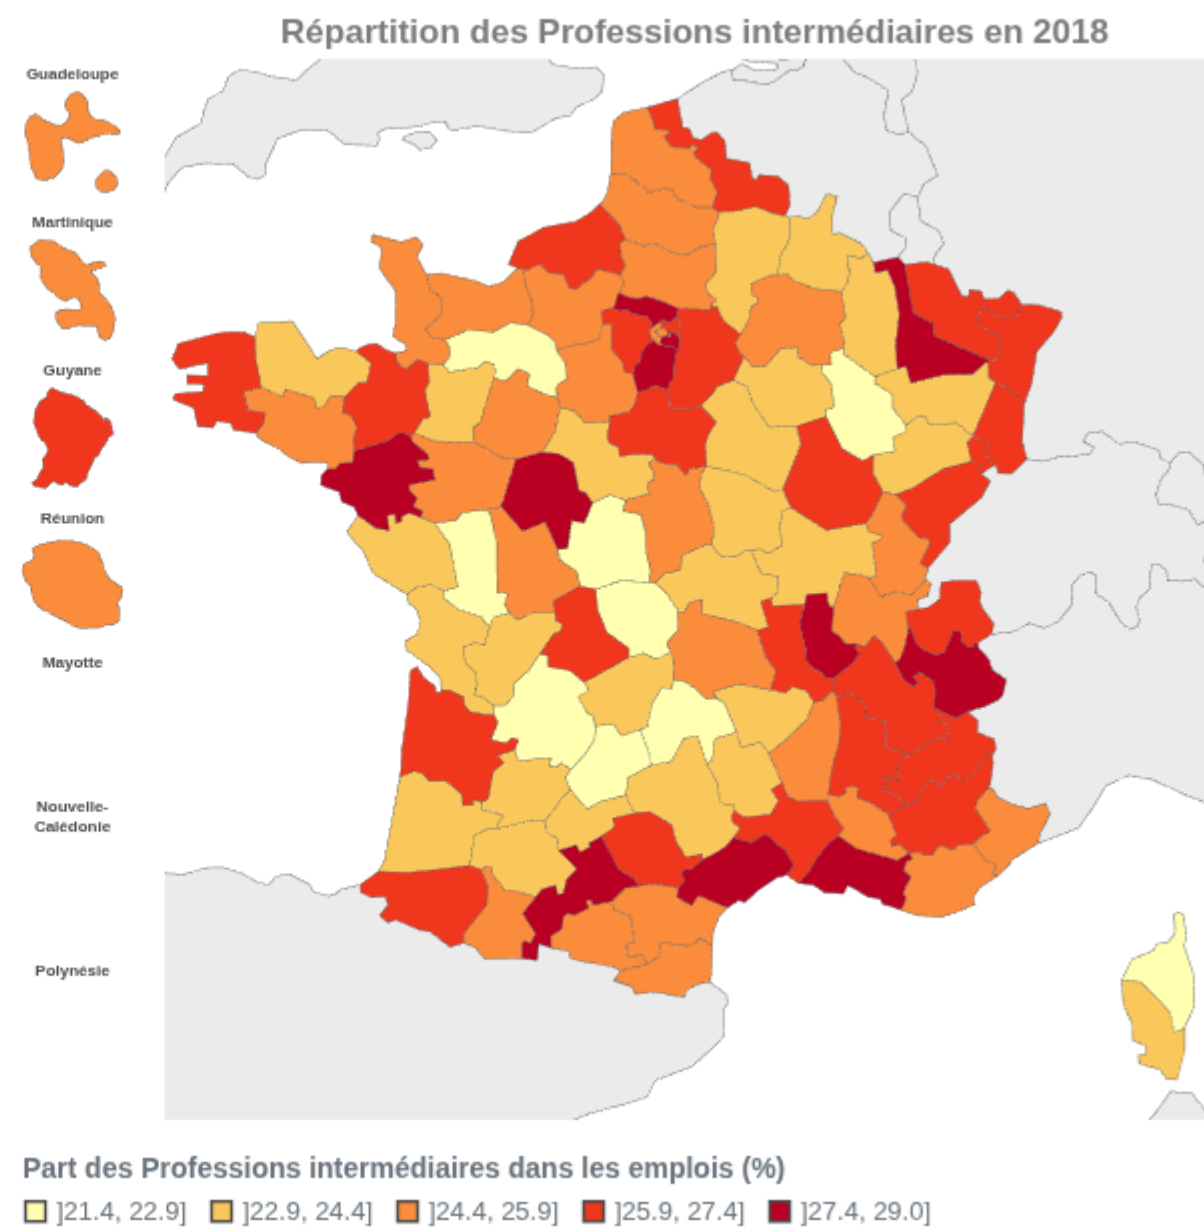 Répartition des Professions intermédiaires en 2018
Guadeloupe
Martinique
Guyane
Réunion
Mayotte
Nouvelle-
Calédonie
Polynésie
Part des Professions intermédiaires dans les emplois (%)
]21.4, 22.9] ]22.9, 24.4] ]24.4, 25.9] ]25.9, 27.4] ]27.4, 29.0]